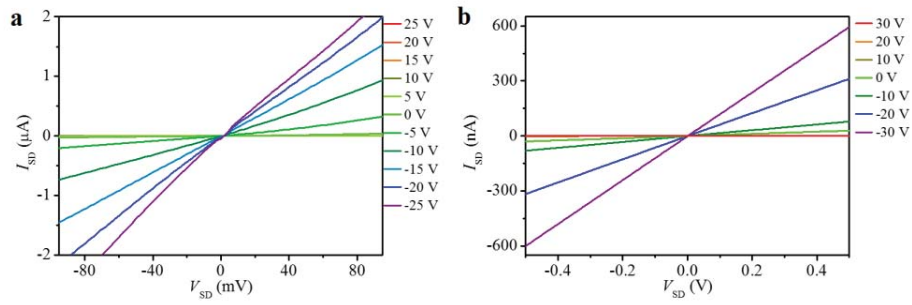 a
2
1
0
-1
-2
I_SD (μA)
-80 -40 0 40 80
V_SD (mV)
25 V
20 V
15 V
10 V
5 V
0 V
-5 V
-10 V
-15 V
-20 V
-25 V
b
600
300
0
-300
-600
I_SD (nA)
-0.4 -0.2 0.0 0.2 0.4
V_SD (V)
30 V
20 V
10 V
0 V
-10 V
-20 V
-30 V